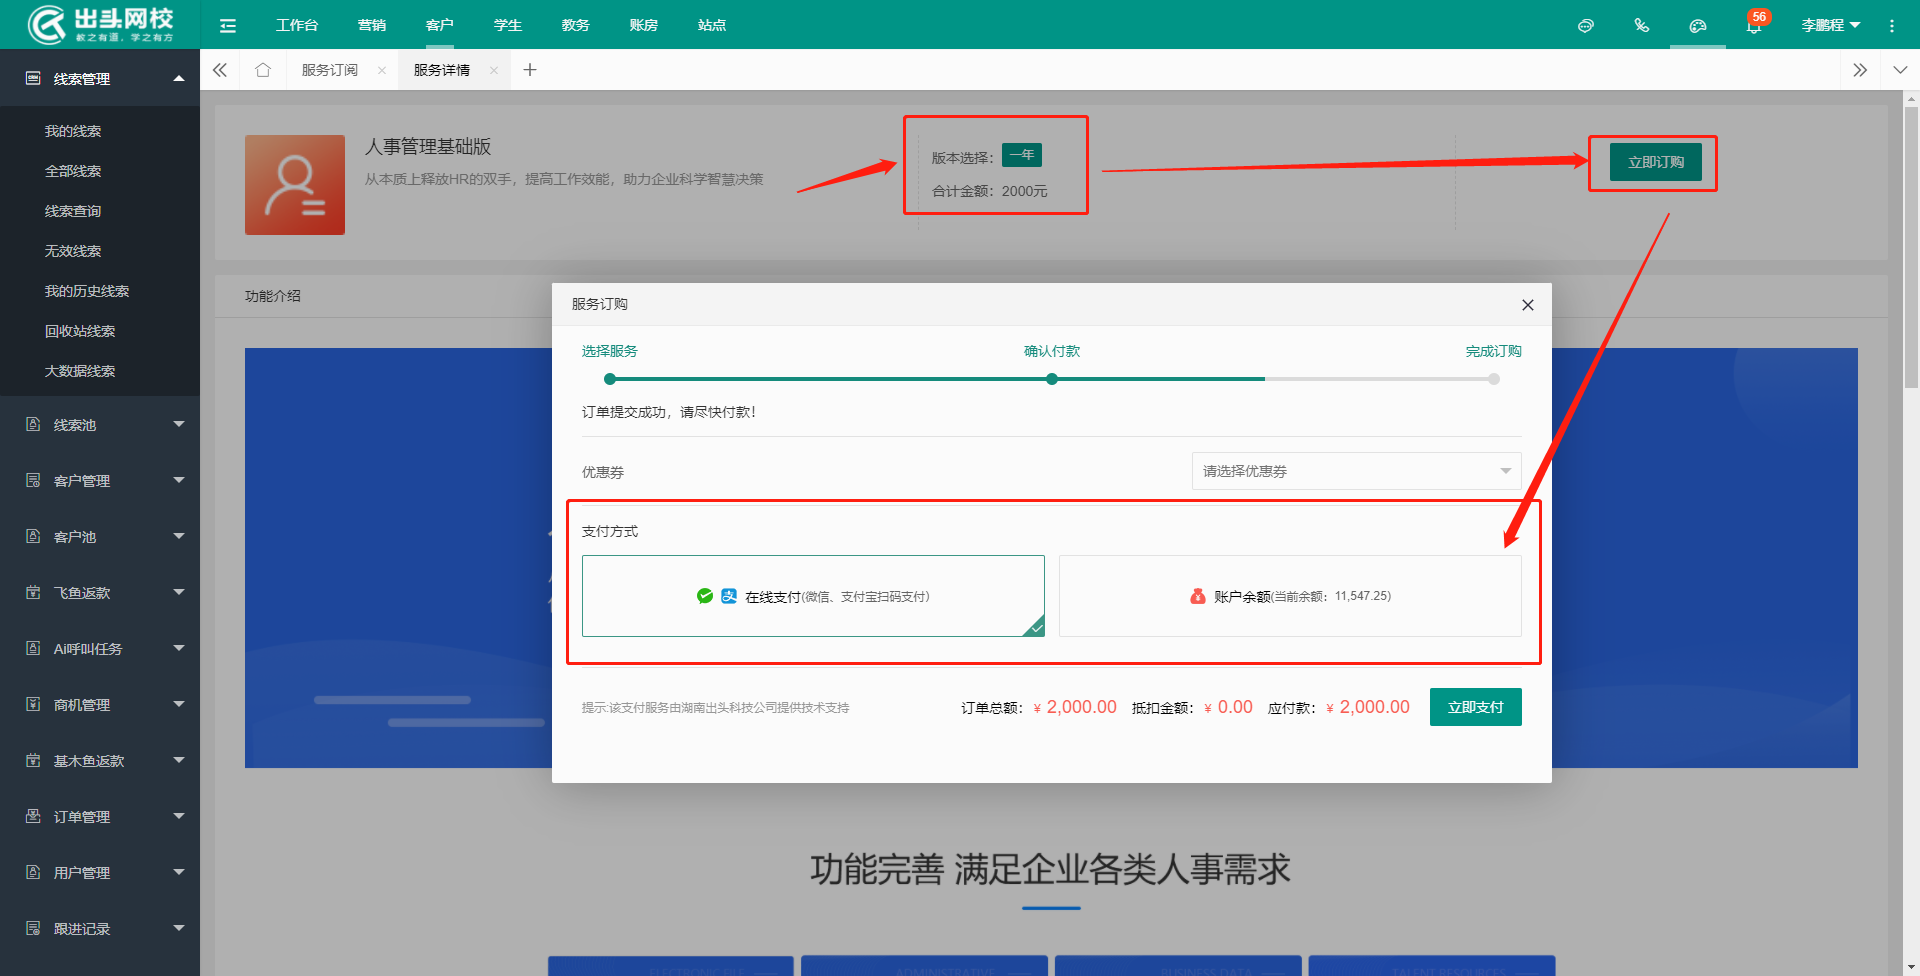 出头网校
教之有道，学之有方
工作台
营销
客户
学生
教务
账房
站点
56
李鹏程
服务订阅
服务详情
线索管理
我的线索
全部线索
线索查询
无效线索
我的历史线索
回收站线索
大数据线索
线索池
客户管理
客户池
飞鱼返款
Ai呼叫任务
商机管理
基木鱼返款
订单管理
用户管理
跟进记录
人事管理基础版
从本质上释放HR的双手，提高工作效能，助力企业科学智慧决策
版本选择： 一年
合计金额：2000元
立即订购
功能介绍
服务订购
选择服务
确认付款
完成订购
订单提交成功，请尽快付款！
优惠券
请选择优惠券
支付方式
在线支付(微信、支付宝扫码支付)
账户余额(当前余额：11,547.25)
提示:该支付服务由湖南出头科技公司提供技术支持
订单总额：¥ 2,000.00 抵扣金额：¥ 0.00 应付款：¥ 2,000.00
立即支付
功能完善 满足企业各类人事需求
ELECTRONIC FILE
ADMINISTRATIVE
BUSINESS DATA
TALENT RESOURCES